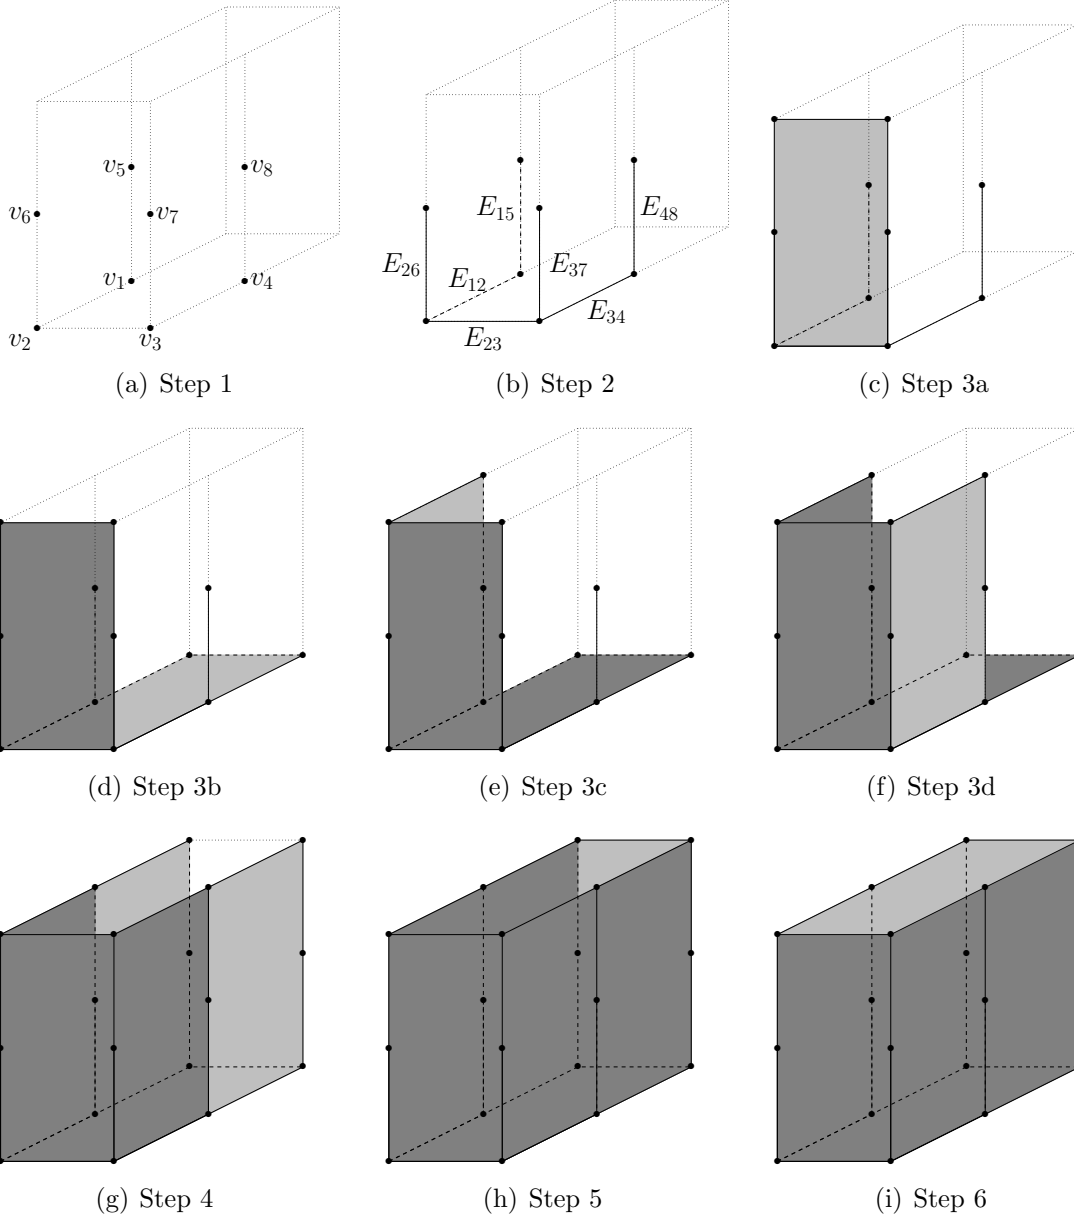 v₅ v₈
v₆ v₇
v₁ v₄
v₂ v₃
E₁₅ E₄₈
E₂₆ E₁₂ E₃₇
E₃₄
E₂₃
(a) Step 1 (b) Step 2 (c) Step 3a
(d) Step 3b (e) Step 3c (f) Step 3d
(g) Step 4 (h) Step 5 (i) Step 6